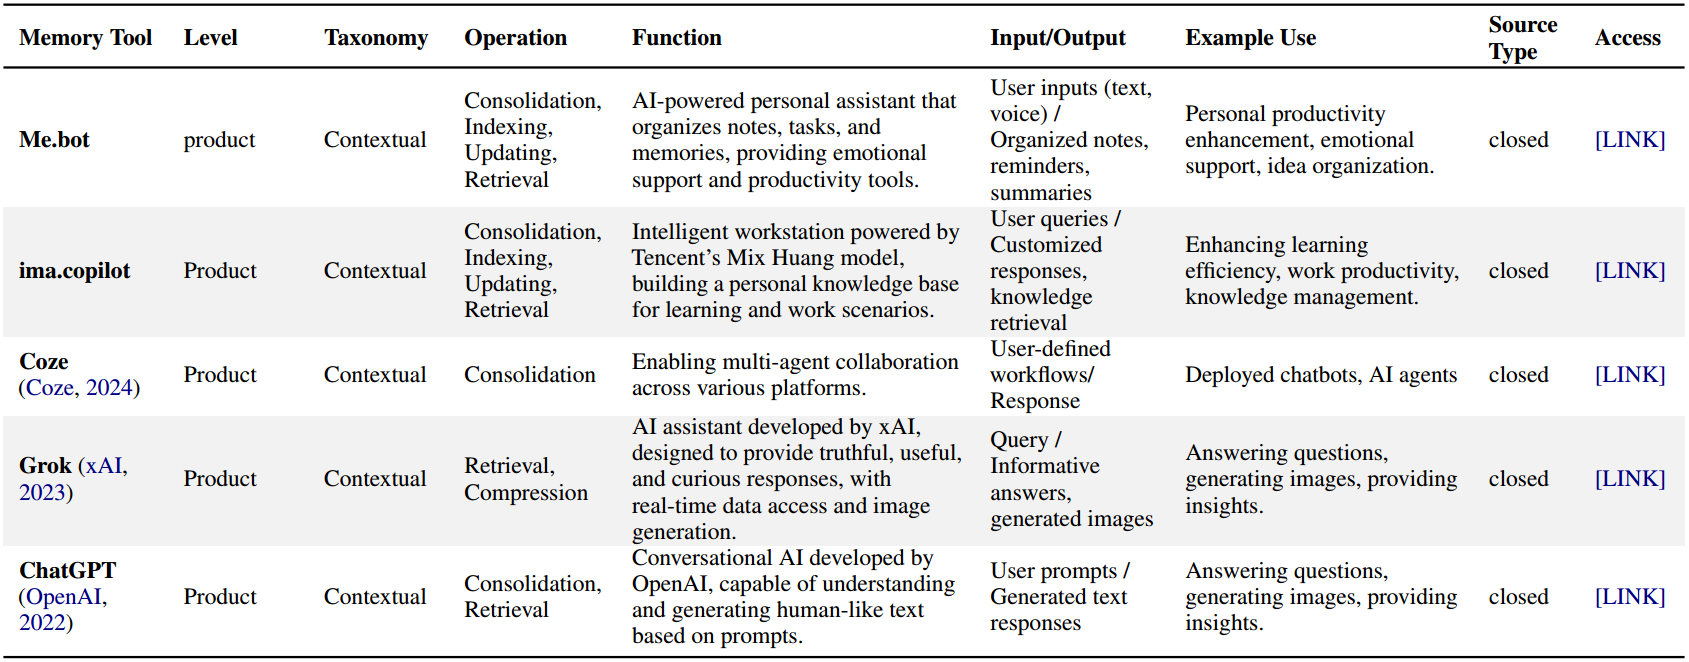 Memory Tool Level Taxonomy Operation Function Input/Output Example Use Source Type Access
Me.bot
product
Contextual
Consolidation,
Indexing,
Updating,
Retrieval
AI-powered personal assistant that
organizes notes, tasks, and
memories, providing emotional
support and productivity tools.
User inputs (text,
voice) /
Organized notes,
reminders,
summaries
Personal productivity
enhancement, emotional
support, idea organization.
closed
[LINK]
ima.copilot
Product
Contextual
Consolidation,
Indexing,
Updating,
Retrieval
Intelligent workstation powered by
Tencent’s Mix Huang model,
building a personal knowledge base
for learning and work scenarios.
User queries /
Customized
responses,
knowledge
retrieval
Enhancing learning
efficiency, work productivity,
knowledge management.
closed
[LINK]
Coze
(Coze, 2024)
Product
Contextual
Consolidation
Enabling multi-agent collaboration
across various platforms.
User-defined
workflows/
Response
Deployed chatbots, AI agents
closed
[LINK]
Grok (xAI,
2023)
Product
Contextual
Retrieval,
Compression
AI assistant developed by xAI,
designed to provide truthful, useful,
and curious responses, with
real-time data access and image
generation.
Query /
Informative
answers,
generated images
Answering questions,
generating images, providing
insights.
closed
[LINK]
ChatGPT
(OpenAI,
2022)
Product
Contextual
Consolidation,
Retrieval
Conversational AI developed by
OpenAI, capable of understanding
and generating human-like text
based on prompts.
User prompts /
Generated text
responses
Answering questions,
generating images, providing
insights.
closed
[LINK]